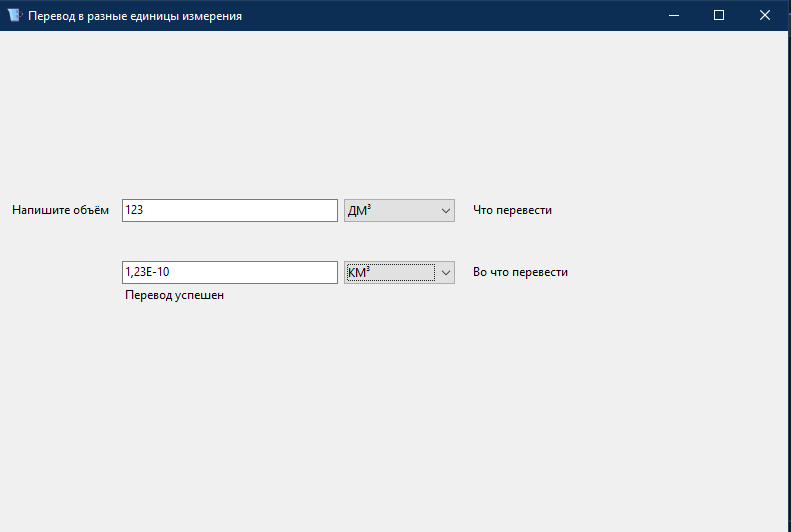 Перевод в разные единицы измерения
Напишите объём 123 ДМ³ Что перевести
1,23E-10 КМ³ Во что перевести
Перевод успешен